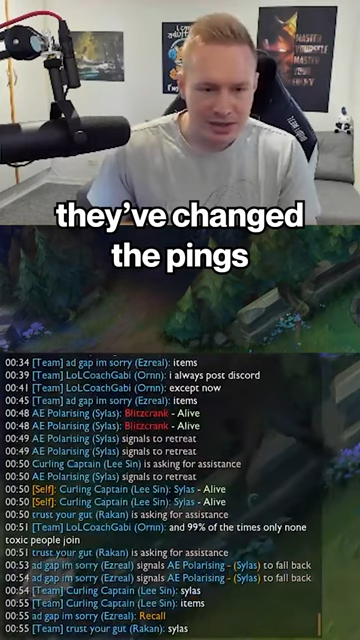 MASTER
YOURSELF
MASTER
YOUR
ENEMY
they've changed
the pings
00:34 [Team] ad gap im sorry (Ezreal): items
00:39 [Team] LoLCoachGabi (Ornn): i always post discord
00:41 [Team] LoLCoachGabi (Ornn): except now
00:45 [Team] ad gap im sorry (Ezreal): items
00:48 AE Polarising (Sylas): Blitzcrank - Alive
00:48 AE Polarising (Sylas): Blitzcrank - Alive
00:49 AE Polarising (Sylas) signals to retreat
00:49 AE Polarising (Sylas) signals to retreat
00:50 Curling Captain (Lee Sin) is asking for assistance
00:50 AE Polarising (Sylas) signals to retreat
00:50 [Self]: Curling Captain (Lee Sin): Sylas - Alive
00:50 [Self]: Curling Captain (Lee Sin): Sylas - Alive
00:50 trust your gut (Rakan) is asking for assistance
00:51 [Team] LoLCoachGabi (Ornn): and 99% of the times only none
toxic people join
00:51 trust your gut (Rakan) is asking for assistance
00:53 ad gap im sorry (Ezreal) signals AE Polarising - (Sylas) to fall back
00:54 ad gap im sorry (Ezreal) signals AE Polarising - (Sylas) to fall back
00:54 [Team] Curling Captain (Lee Sin): sylas
00:55 [Team] Curling Captain (Lee Sin): items
00:55 ad gap im sorry (Ezreal): Recall
00:55 [Team] trust your gut (Rakan): sylas